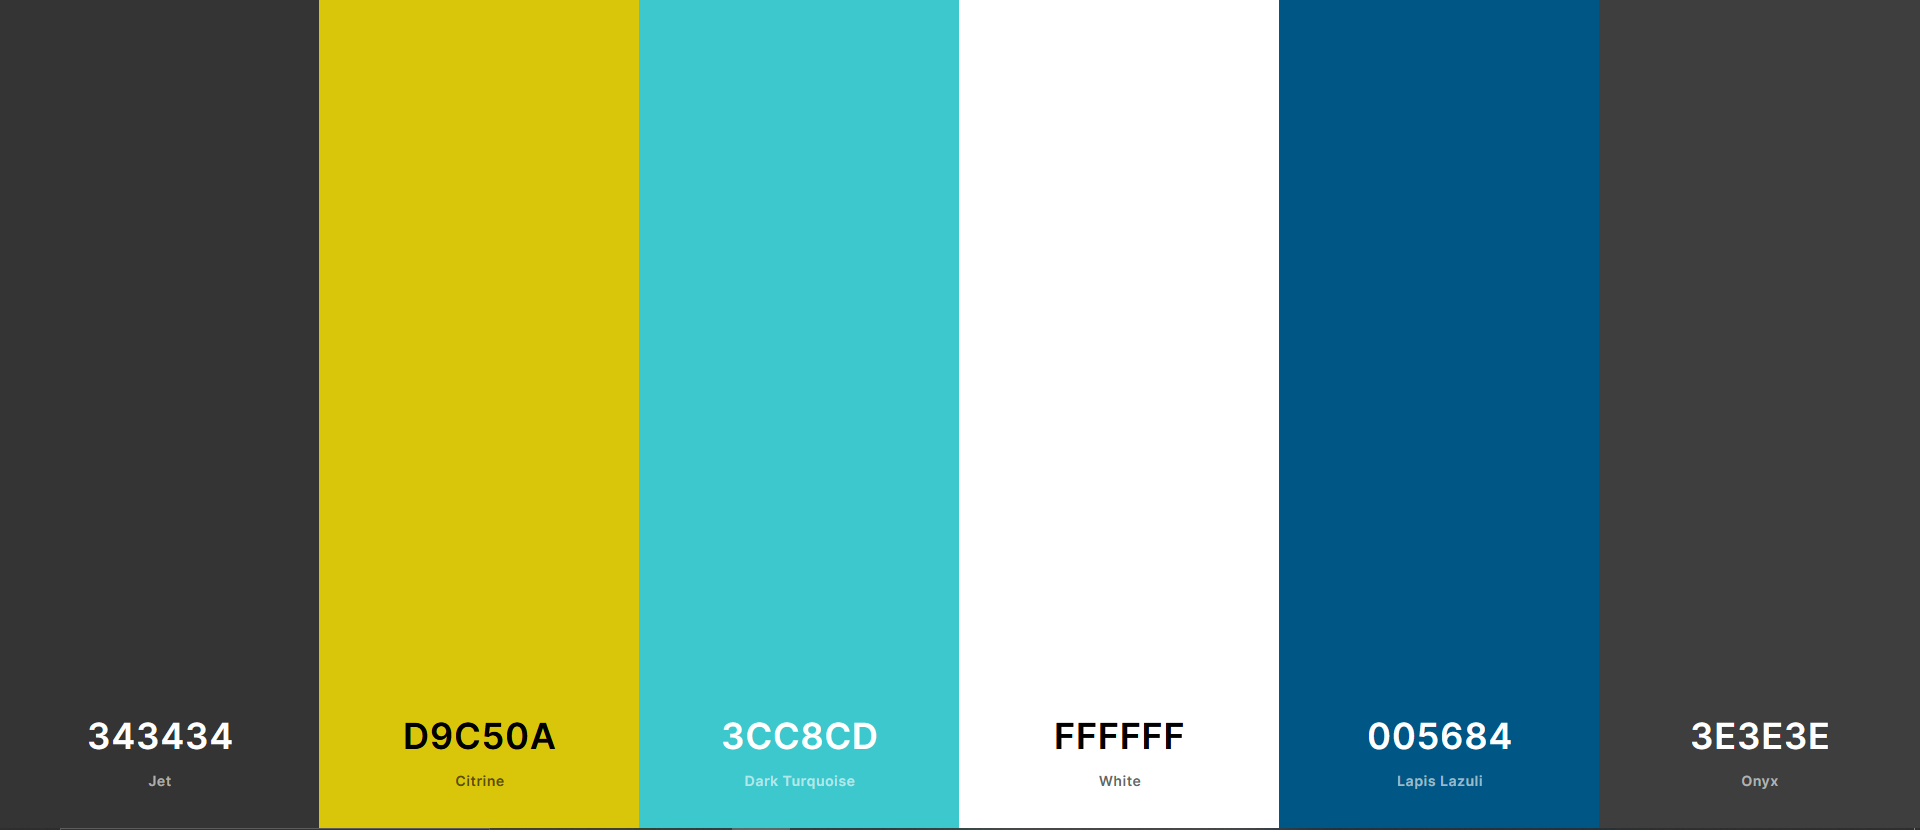 343434
Jet
D9C50A
Citrine
3CC8CD
Dark Turquoise
FFFFFF
White
005684
Lapis Lazuli
3E3E3E
Onyx